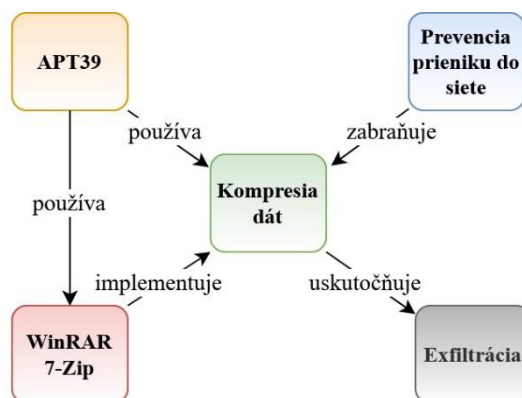 APT39
Prevencia
prieniku do
siete
používa
zabraňuje
používa
Kompresia
dát
implementuje
uskutočňuje
WinRAR
7-Zip
Exfiltrácia